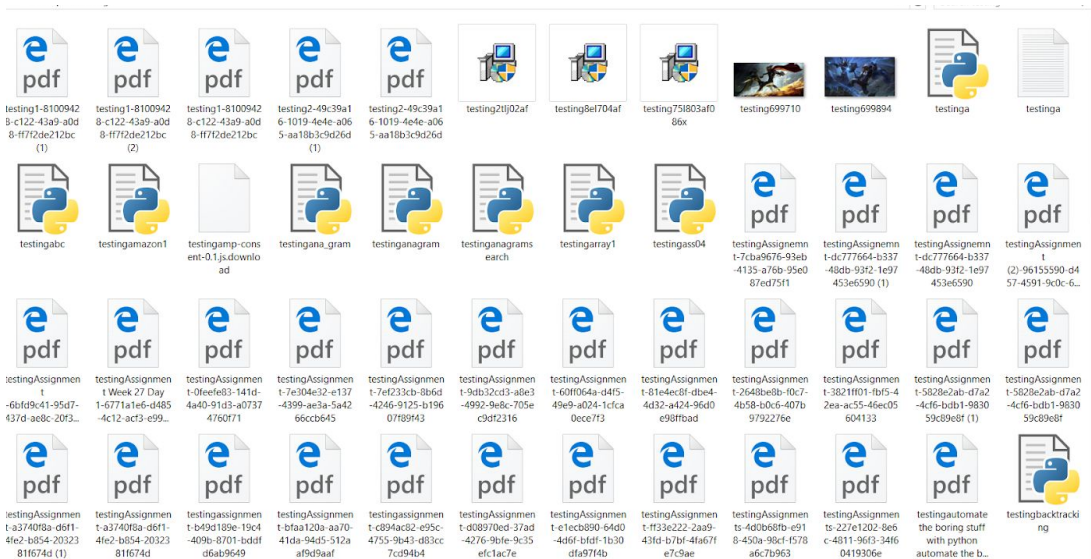 pdf
testing1-8100942
8-c122-43a9-a0d
8-ff7f2de212bc
(1)
pdf
testing1-8100942
8-c122-43a9-a0d
8-ff7f2de212bc
(2)
pdf
testing1-8100942
8-c122-43a9-a0d
8-ff7f2de212bc
pdf
testing2-49c39a1
6-1019-4e4e-a06
5-aa18b3c9d26d
(1)
pdf
testing2-49c39a1
6-1019-4e4e-a06
5-aa18b3c9d26d
testing2tlj02af
testing8el704af
testing75l803af0
86x
testing699710
testing699894
testinga
testinga
testingabc
testingamazon1
testingamp-cons
ent-0.1.js.downlo
ad
testingana_gram
testinganagram
testinganagrams
earch
testingarray1
testingass04
pdf
testingAssignemn
t-7cba9676-93eb
-4135-a76b-95e0
87ed75f1
pdf
testingAssignemn
t-dc777664-b337
-48db-93f2-1e97
453e6590 (1)
pdf
testingAssignemn
t-dc777664-b337
-48db-93f2-1e97
453e6590
pdf
testingAssignmen
t
(2)-96155590-d4
57-4591-9c0c-6...
pdf
testingAssignmen
t
-6bfd9c41-95d7-
437d-ae8c-20f3...
pdf
testingAssignmen
t Week 27 Day
1-6771a1e6-d485
-4c12-acf3-e99...
pdf
testingAssignmen
t-0feefe83-141d-
4a40-91d3-a0737
4760f71
pdf
testingAssignmen
t-7e304e32-e137
-4399-ae3a-5a42
66ccb645
pdf
testingAssignmen
t-7ef233cb-8b6d
-4246-9125-b196
07f89f43
pdf
testingAssignmen
t-9db32cd3-a8e3
-4992-9e8c-705e
c9df2316
pdf
testingAssignmen
t-60ff064a-d4f5-
49e9-a024-1cfca
0ece7f3
pdf
testingAssignmen
t-81e4ec8f-dbe4-
4d32-a424-96d0
e98ffbad
pdf
testingAssignmen
t-2648be8b-f0c7-
4b58-b0c6-407b
9792276e
pdf
testingAssignmen
t-3821ff01-fbf5-4
2ea-ac55-46ec05
604133
pdf
testingAssignmen
t-5828e2ab-d7a2
-4cf6-bdb1-9830
59c89e8f (1)
pdf
testingAssignmen
t-5828e2ab-d7a2
-4cf6-bdb1-9830
59c89e8f
pdf
testingAssignmen
t-a3740f8a-d6f1-
4fe2-b854-20323
81f674d (1)
pdf
testingAssignmen
t-a3740f8a-d6f1-
4fe2-b854-20323
81f674d
pdf
testingassignmen
t-b49d189e-19c4
-409b-8701-bddf
d6ab9649
pdf
testingAssignmen
t-bfaa120a-aa70-
41da-94d5-512a
af9d9aaf
pdf
testingassignmen
t-c894ac82-e95c-
4755-9b43-d83cc
7cd94b4
pdf
testingAssignmen
t-d08970ed-37ad
-4276-9bfe-9c35
efc1ac7e
pdf
testingAssignmen
t-e1ecb890-64d0
-4d6f-bfdf-1b30
dfa97f4b
pdf
testingAssignmen
t-ff33e222-2aa9-
43fd-b7bf-4fa67f
e7c9ae
pdf
testingAssignmen
ts-4d0b68fb-e91
8-450a-98cf-f578
a6c7b963
pdf
testingAssignmen
ts-227e1202-8e6
c-4811-96f3-34f6
0419306e
pdf
testingautomate
the boring stuff
with python
automate the b...
testingbacktracki
ng